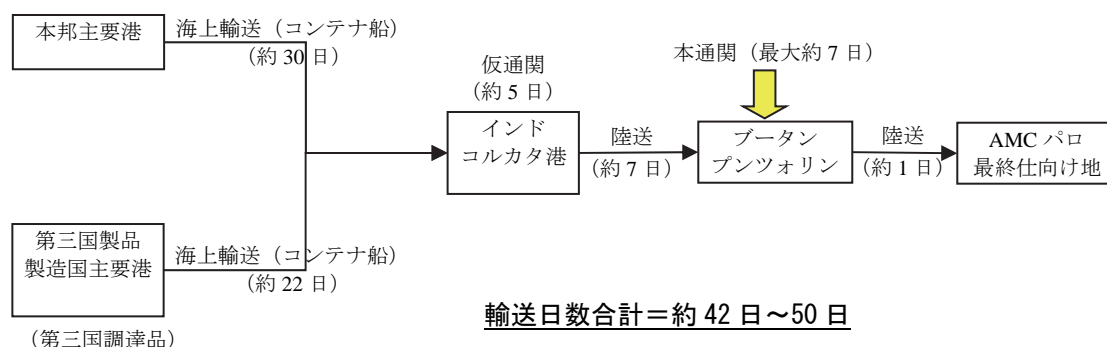 本邦主要港
海上輸送（コンテナ船）
（約 30 日）
仮通関
（約 5 日）
本通関（最大約 7 日）
インド
コルカタ港
陸送
（約 7 日）
ブータン
プンツォリン
陸送
（約 1 日）
AMC パロ
最終仕向け地
第三国製品
製造国主要港
海上輸送（コンテナ船）
（約 22 日）
（第三国調達品）
輸送日数合計＝約 42 日～50 日